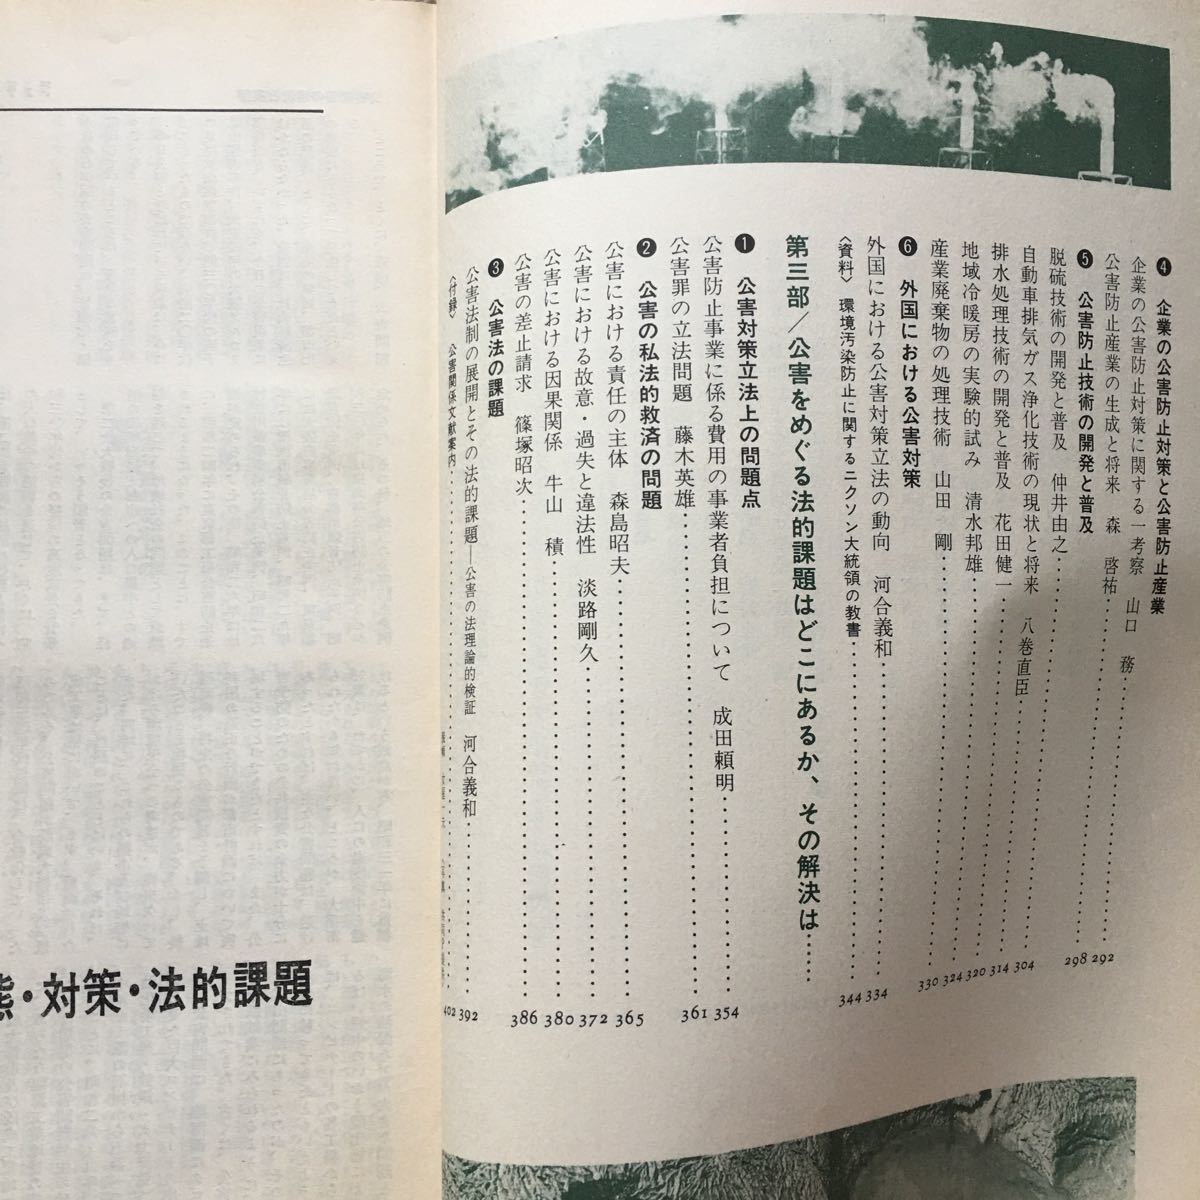 ❹ 企業の公害防止対策と公害防止産業
企業の公害防止対策に関する一考察 山口 務…………292
公害防止産業の生成と将来 森 啓祐…………298
❺ 公害防止技術の開発と普及
脱硫技術の開発と普及 仲井由之…………304
自動車排気ガス浄化技術の現状と将来 八巻直臣…………314
排水処理技術の開発と普及 花田健一…………320
地域冷暖房の実験的試み 清水邦雄…………324
産業廃棄物の処理技術 山田 剛…………330
❻ 外国における公害対策
外国における公害対策立法の動向 河合義和…………334
〈資料〉 環境汚染防止に関するニクソン大統領の教書…………344
第三部／公害をめぐる法的課題はどこにあるか、その解決は……
❶ 公害対策立法上の問題点
公害防止事業に係る費用の事業者負担について 成田頼明…………354
公害罪の立法問題 藤木英雄…………361
❷ 公害の私法的救済の問題
公害における責任の主体 森島昭夫…………365
公害における故意・過失と違法性 淡路剛久…………372
公害における因果関係 牛山 積…………380
公害の差止請求 篠塚昭次…………386
❸ 公害法の課題
公害法制の展開とその法的課題―公害の法理論的検証 河合義和…………392
〈付録〉 公害関係文献案内…………402
態・対策・法的課題